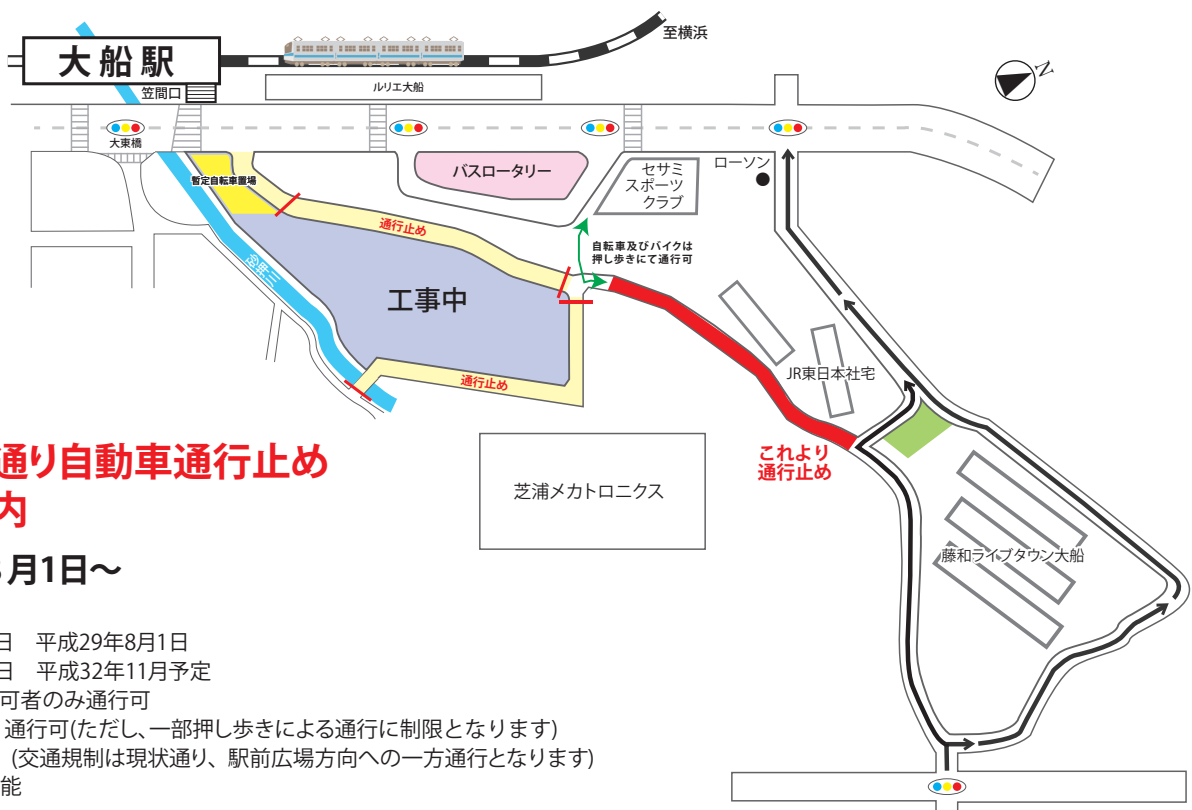 至横浜
大船駅
N
笠間口
ルリエ大船
大東橋
暫定自転車置場
バスロータリー
セサミ
スポーツ
クラブ
ローソン
通行止め
自転車及びバイクは
押し歩きにて通行可
砂押川
工事中
JR東日本社宅
通行止め
これより
通行止め
通り自動車通行止め
内
芝浦メカトロニクス
月1日〜
藤和ライブタウン大船
日　平成29年8月1日
日　平成32年11月予定
可者のみ通行可
通行可(ただし、一部押し歩きによる通行に制限となります)
(交通規制は現状通り、駅前広場方向への一方通行となります)
能